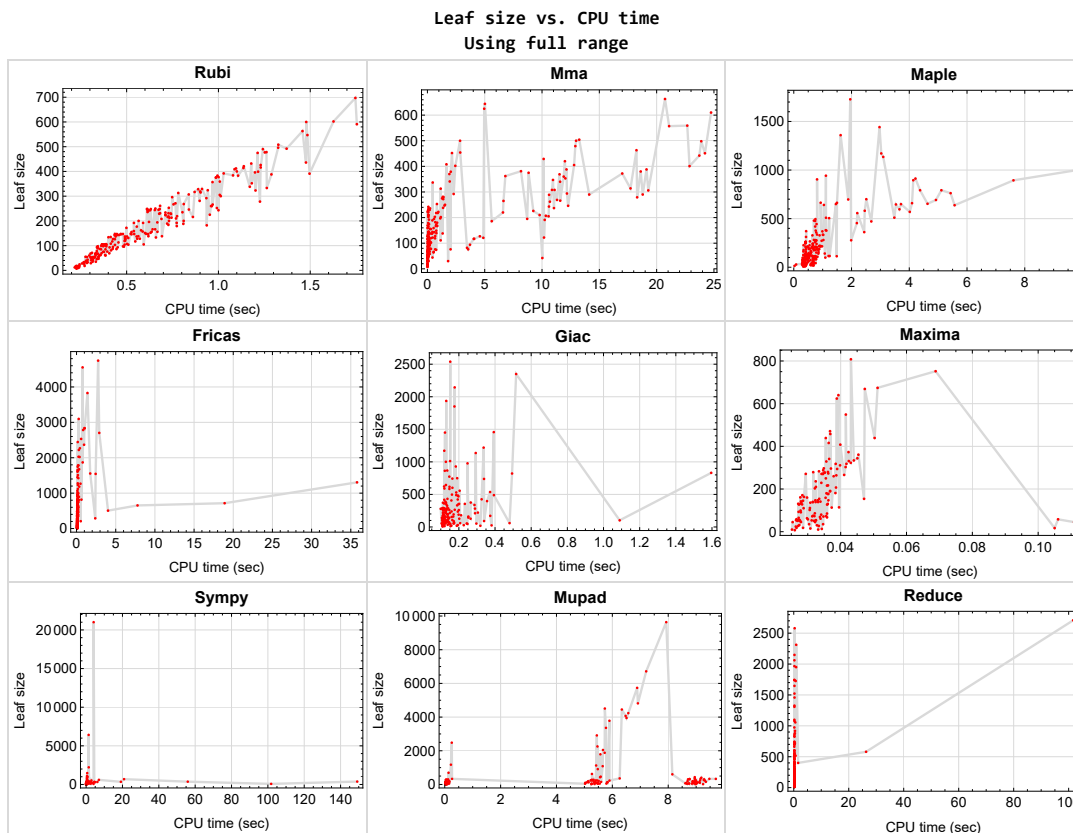 Leaf size vs. CPU time
Using full range
Rubi
Leaf size
700
600
500
400
300
200
100
0
0.5 1.0 1.5
CPU time (sec)
Mma
Leaf size
600
500
400
300
200
100
0
0 5 10 15 20 25
CPU time (sec)
Maple
Leaf size
1500
1000
500
0
0 2 4 6 8
CPU time (sec)
Fricas
Leaf size
4000
3000
2000
1000
0
0 5 10 15 20 25 30 35
CPU time (sec)
Giac
Leaf size
2500
2000
1500
1000
500
0
0.2 0.4 0.6 0.8 1.0 1.2 1.4 1.6
CPU time (sec)
Maxima
Leaf size
800
600
400
200
0
0.04 0.06 0.08 0.10
CPU time (sec)
Sympy
Leaf size
20000
15000
10000
5000
0
0 20 40 60 80 100 120 140
CPU time (sec)
Mupad
Leaf size
10000
8000
6000
4000
2000
0
0 2 4 6 8
CPU time (sec)
Reduce
Leaf size
2500
2000
1500
1000
500
0
0 20 40 60 80
CPU time (sec)